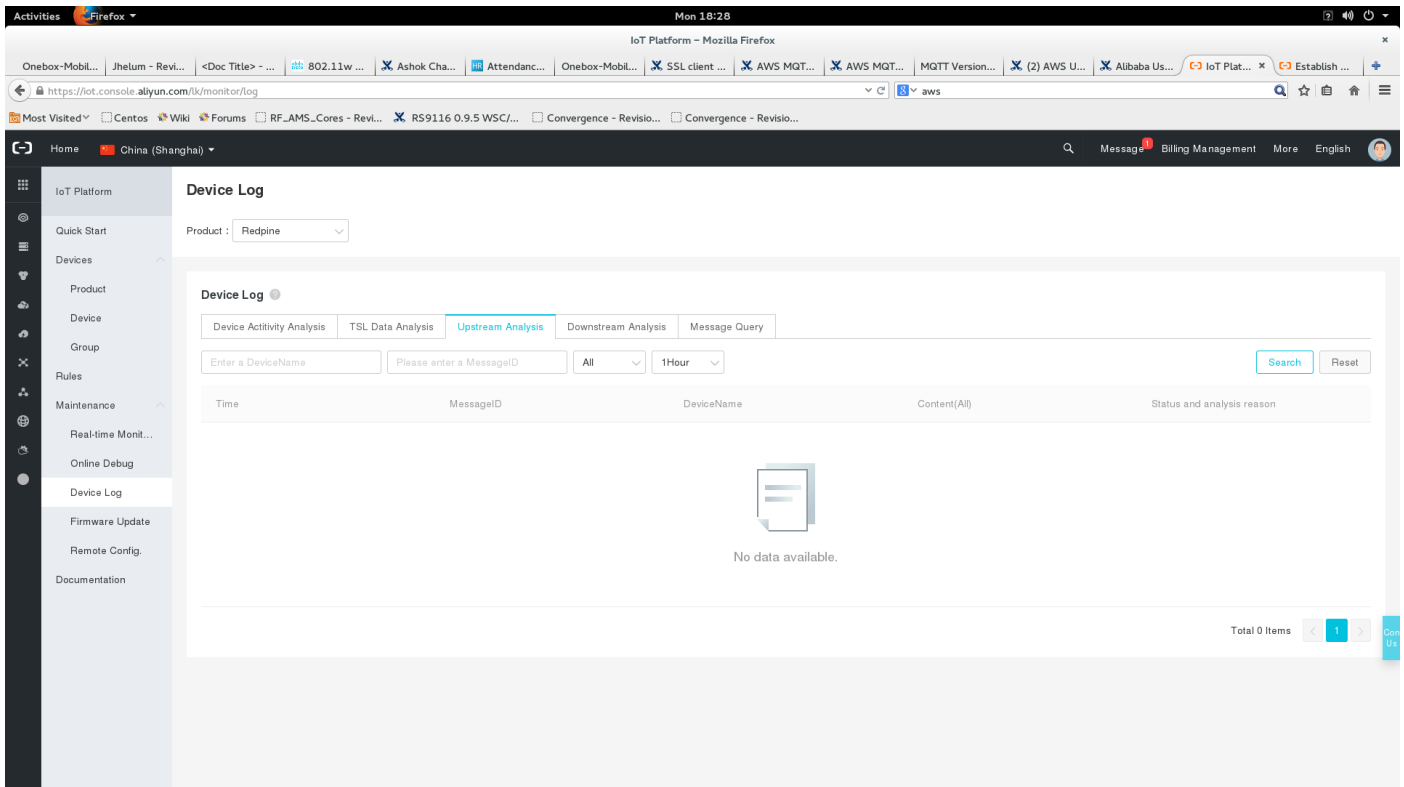 Activities Firefox Mon 18:28
IoT Platform – Mozilla Firefox
Onebox-Mobil... Jhelum - Revi... <Doc Title> - ... 802.11w ... Ashok Cha... HR Attendanc... Onebox-Mobil... SSL client ... AWS MQT... AWS MQT... MQTT Version... (2) AWS U... Alibaba Us... IoT Plat... Establish ...
https://iot.console.aliyun.com/lk/monitor/log 8 aws
Most Visited Centos Wiki Forums RF_AMS_Cores - Revi... RS9116 0.9.5 WSC/... Convergence - Revisio... Convergence - Revisio...
Home China (Shanghai) Message 1 Billing Management More English
IoT Platform
Quick Start
Devices
Product
Device
Group
Rules
Maintenance
Real-time Monit...
Online Debug
Device Log
Firmware Update
Remote Config.
Documentation
Device Log
Product : Redpine
Device Log
Device Actitivity Analysis TSL Data Analysis Upstream Analysis Downstream Analysis Message Query
Enter a DeviceName Please enter a MessageID All 1Hour Search Reset
Time MessageID DeviceName Content(All) Status and analysis reason
No data available.
Total 0 Items 1
Con
Us